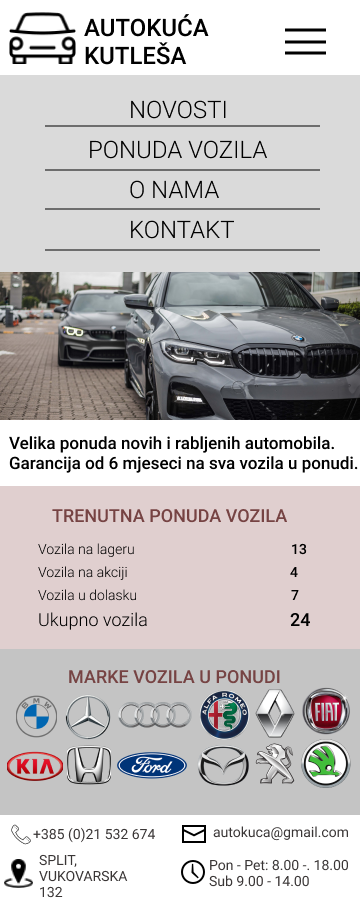 AUTOKUĆA
KUTLEŠA
NOVOSTI
PONUDA VOZILA
O NAMA
KONTAKT
Velika ponuda novih i rabljenih automobila.
Garancija od 6 mjeseci na sva vozila u ponudi.
TRENUTNA PONUDA VOZILA
Vozila na lageru 13
Vozila na akciji 4
Vozila u dolasku 7
Ukupno vozila 24
MARKE VOZILA U PONUDI
BMW
ALFA ROMEO
FIAT
KIA
Ford
+385 (0)21 532 674
autokuca@gmail.com
SPLIT,
VUKOVARSKA
132
Pon - Pet: 8.00 -. 18.00
Sub 9.00 - 14.00